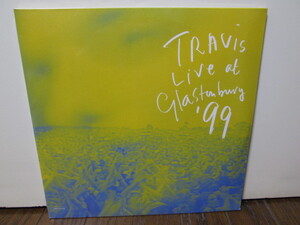 TRAVIS
Live at
Glastonbury
'99